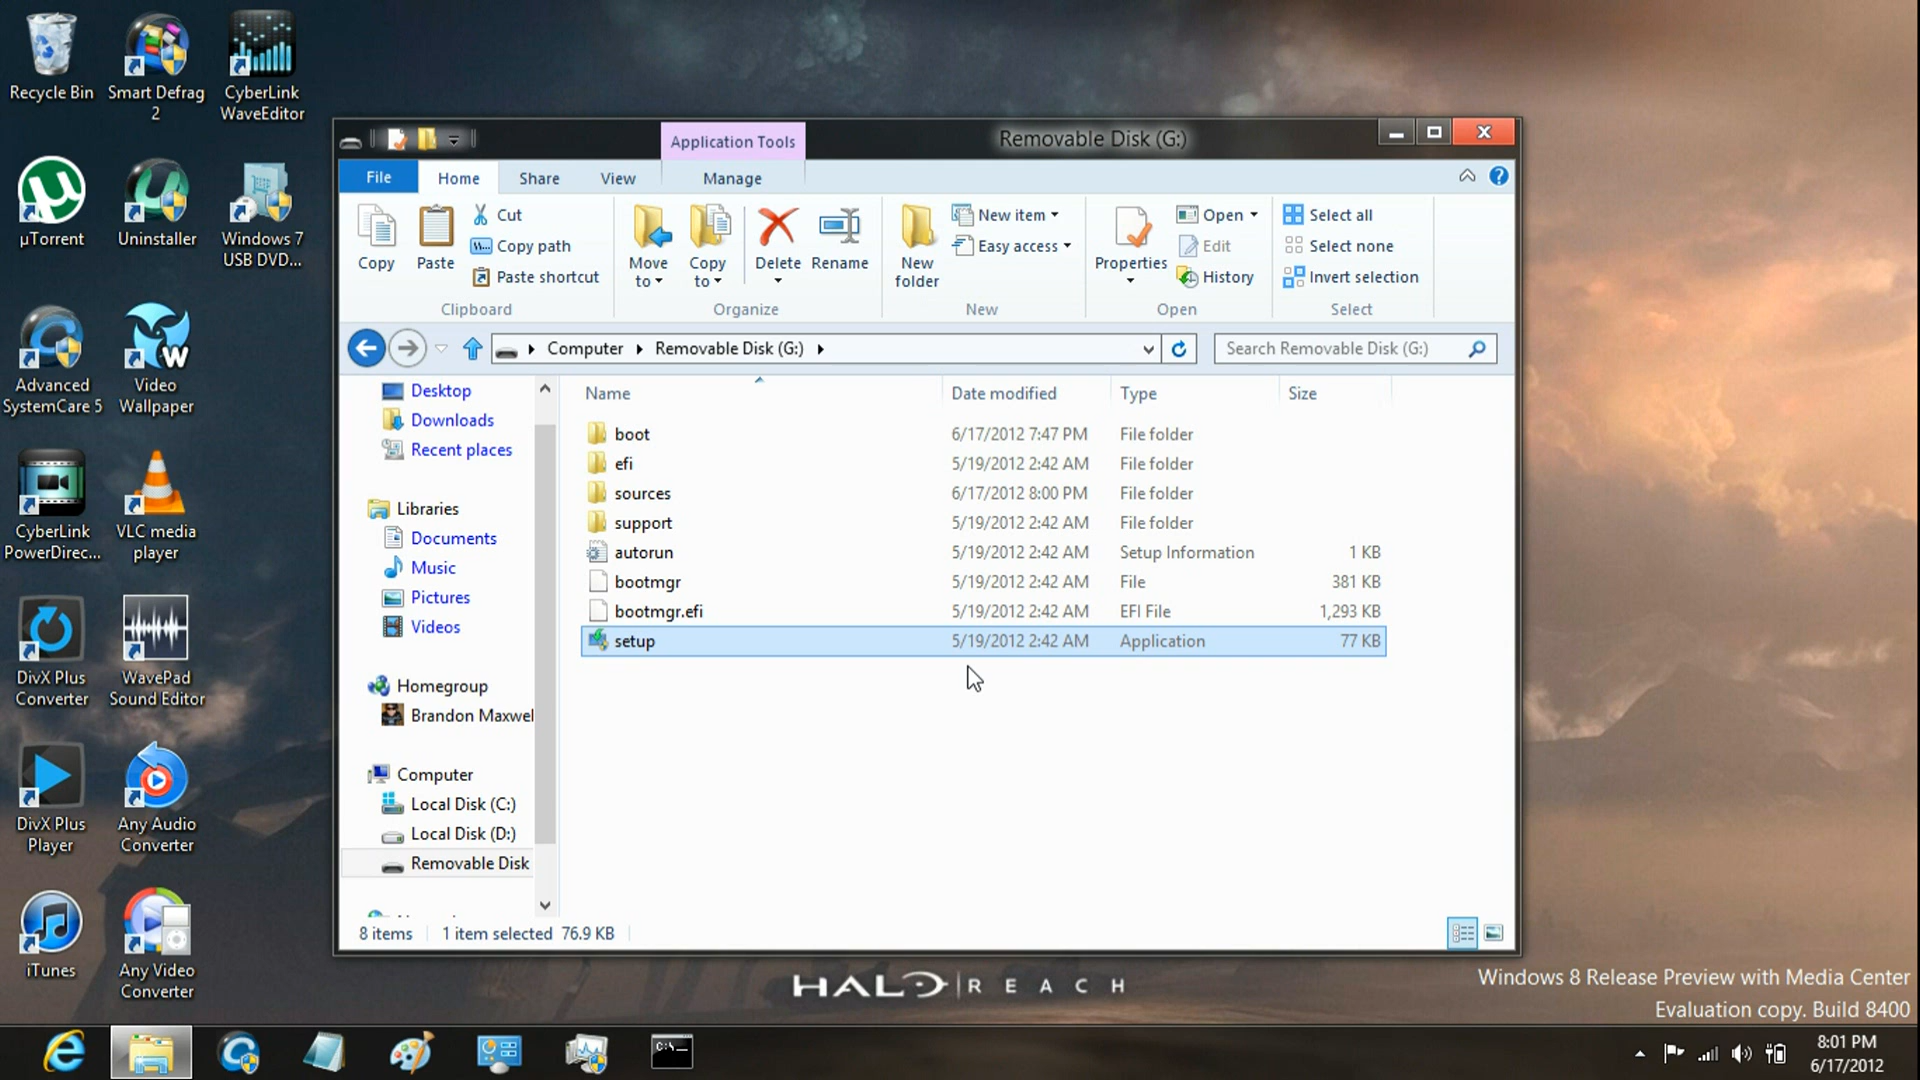 Recycle Bin
Smart Defrag
2
CyberLink
WaveEditor
µTorrent
Uninstaller
Windows 7
USB DVD...
Advanced
SystemCare 5
Video
Wallpaper
CyberLink
PowerDirec...
VLC media
player
DivX Plus
Converter
WavePad
Sound Editor
DivX Plus
Player
Any Audio
Converter
iTunes
Any Video
Converter
Application Tools
Removable Disk (G:)
File
Home
Share
View
Manage
Copy
Paste
Cut
Copy path
Paste shortcut
Clipboard
Move
to
Copy
to
Delete
Rename
Organize
New
folder
New item
Easy access
New
Properties
Open
Edit
History
Open
Select all
Select none
Invert selection
Select
Computer
Removable Disk (G:)
Search Removable Disk (G:)
Desktop
Downloads
Recent places
Libraries
Documents
Music
Pictures
Videos
Homegroup
Brandon Maxwel
Computer
Local Disk (C:)
Local Disk (D:)
Removable Disk
Name Date modified Type Size
boot 6/17/2012 7:47 PM File folder
efi 5/19/2012 2:42 AM File folder
sources 6/17/2012 8:00 PM File folder
support 5/19/2012 2:42 AM File folder
autorun 5/19/2012 2:42 AM Setup Information 1 KB
bootmgr 5/19/2012 2:42 AM File 381 KB
bootmgr.efi 5/19/2012 2:42 AM EFI File 1,293 KB
setup 5/19/2012 2:42 AM Application 77 KB
8 items 1 item selected 76.9 KB
HALO REACH
Windows 8 Release Preview with Media Center
Evaluation copy. Build 8400
C:\_
8:01 PM
6/17/2012